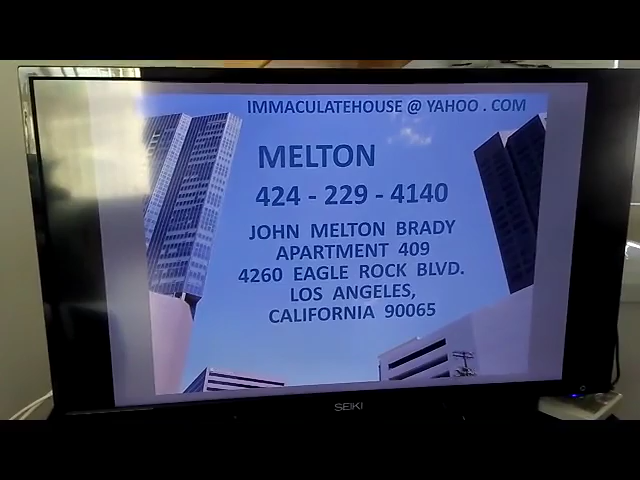 IMMACULATEHOUSE @ YAHOO . COM
MELTON
424 - 229 - 4140
JOHN MELTON BRADY
APARTMENT 409
4260 EAGLE ROCK BLVD.
LOS ANGELES,
CALIFORNIA 90065
SEIKI